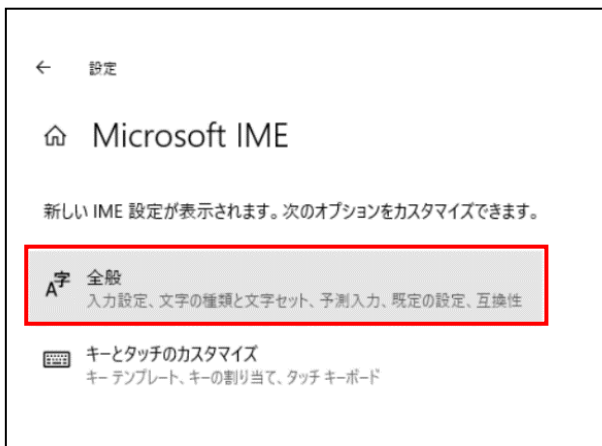 ← 設定
Microsoft IME
新しい IME 設定が表示されます。次のオプションをカスタマイズできます。
全般
入力設定、文字の種類と文字セット、予測入力、既定の設定、互換性
キーとタッチのカスタマイズ
キー テンプレート、キーの割り当て、タッチ キーボード